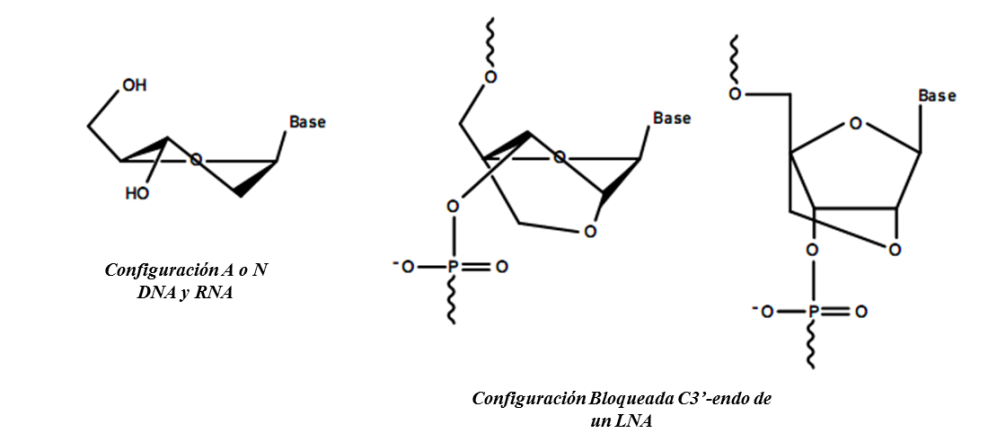 OH
Base
O
HO
Configuración A o N
DNA y RNA
O
Base
O
O
O
⁻O—P=O
O
Base
O
O
O
⁻O—P=O
Configuración Bloqueada C3'-endo de
un LNA